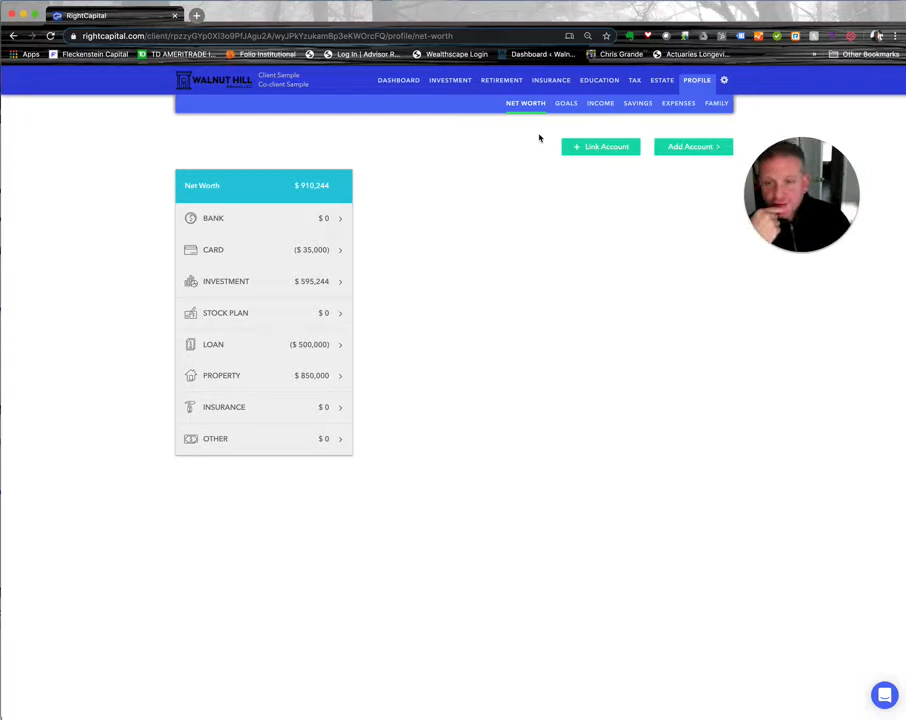 RightCapital
rightcapital.com/client/rpzzyGYp0Xl3o9PfJAgu2A/wyJPkYzukamBp3eKWOrcFQ/profile/net-worth
Apps Fleckenstein Capital TD AMERITRADE I... Folio Institutional Log In | Advisor R... Wealthscape Login Dashboard ‹ Waln... Chris Grande Actuaries Longevi... » Other Bookmarks
WALNUT HILL
Client Sample
Co-client Sample
DASHBOARD INVESTMENT RETIREMENT INSURANCE EDUCATION TAX ESTATE PROFILE
NET WORTH GOALS INCOME SAVINGS EXPENSES FAMILY
+ Link Account Add Account >
Net Worth $ 910,244
BANK $ 0 >
CARD ($ 35,000) >
INVESTMENT $ 595,244 >
STOCK PLAN $ 0 >
LOAN ($ 500,000) >
PROPERTY $ 850,000 >
INSURANCE $ 0 >
OTHER $ 0 >